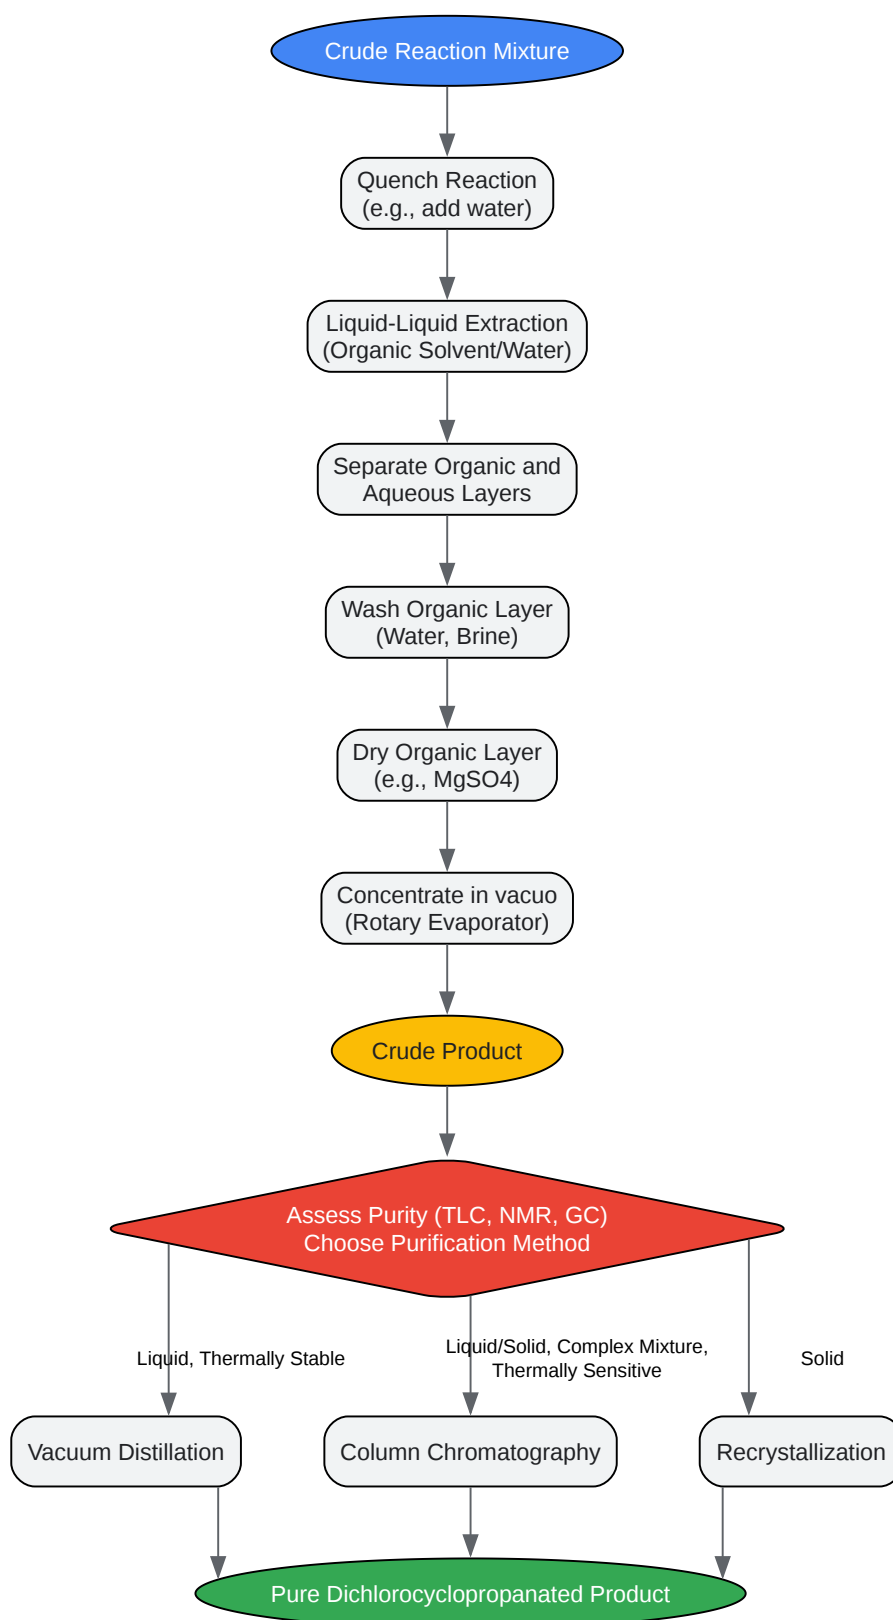 Crude Reaction Mixture
Quench Reaction
(e.g., add water)
Liquid-Liquid Extraction
(Organic Solvent/Water)
Separate Organic and
Aqueous Layers
Wash Organic Layer
(Water, Brine)
Dry Organic Layer
(e.g., MgSO4)
Concentrate in vacuo
(Rotary Evaporator)
Crude Product
Assess Purity (TLC, NMR, GC)
Choose Purification Method
Liquid, Thermally Stable
Liquid/Solid, Complex Mixture,
Thermally Sensitive
Solid
Vacuum Distillation
Column Chromatography
Recrystallization
Pure Dichlorocyclopropanated Product